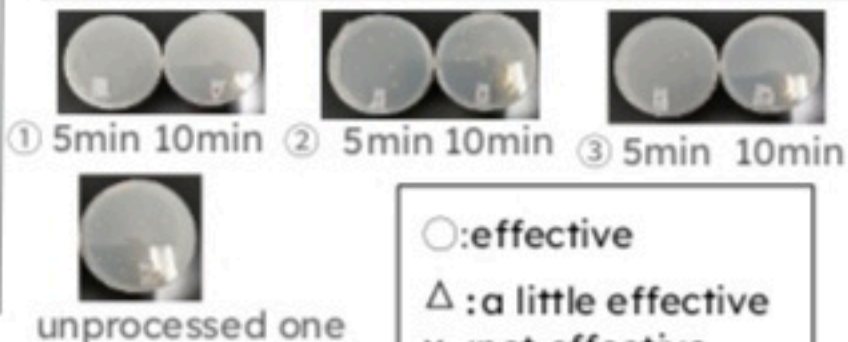 ① 5min 10min ② 5min 10min ③ 5min 10min
unprocessed one
○:effective
△:a little effective